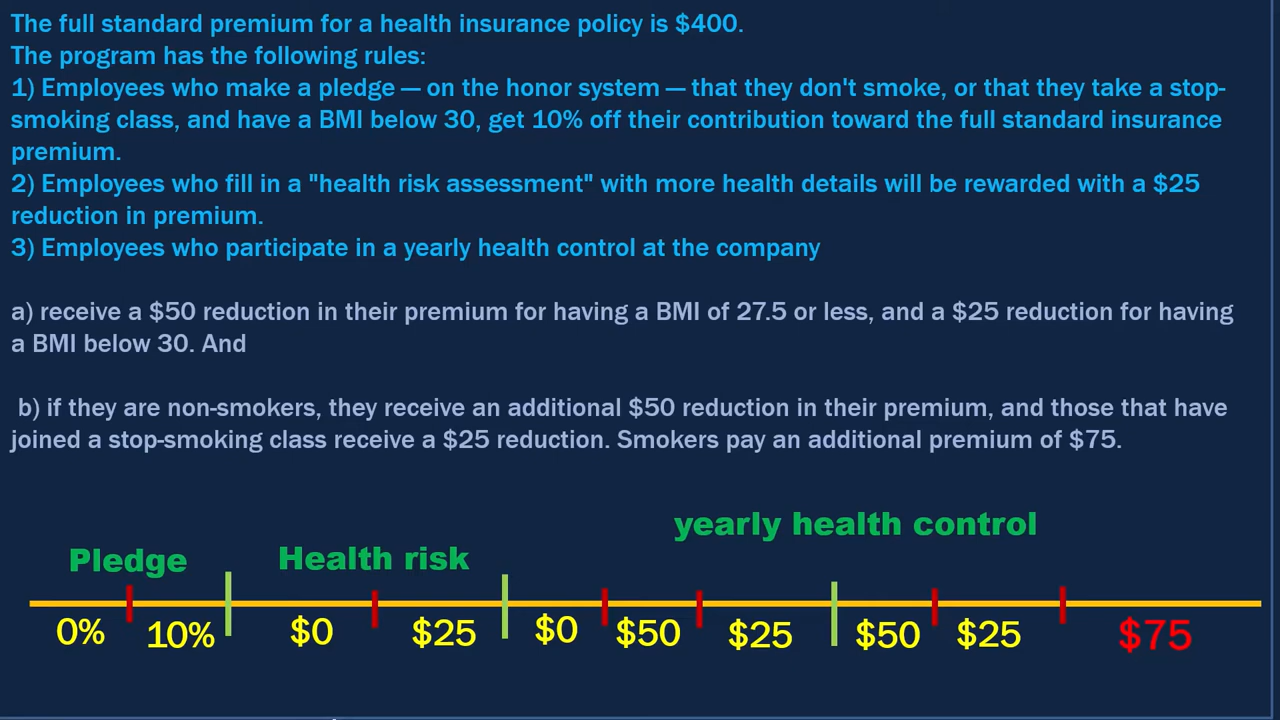 The full standard premium for a health insurance policy is $400.
The program has the following rules:
1) Employees who make a pledge — on the honor system — that they don't smoke, or that they take a stop-
smoking class, and have a BMI below 30, get 10% off their contribution toward the full standard insurance
premium.
2) Employees who fill in a "health risk assessment" with more health details will be rewarded with a $25
reduction in premium.
3) Employees who participate in a yearly health control at the company
a) receive a $50 reduction in their premium for having a BMI of 27.5 or less, and a $25 reduction for having
a BMI below 30. And
b) if they are non-smokers, they receive an additional $50 reduction in their premium, and those that have
joined a stop-smoking class receive a $25 reduction. Smokers pay an additional premium of $75.
yearly health control
Pledge Health risk
0% 10% $0 $25 $0 $50 $25 $50 $25 $75